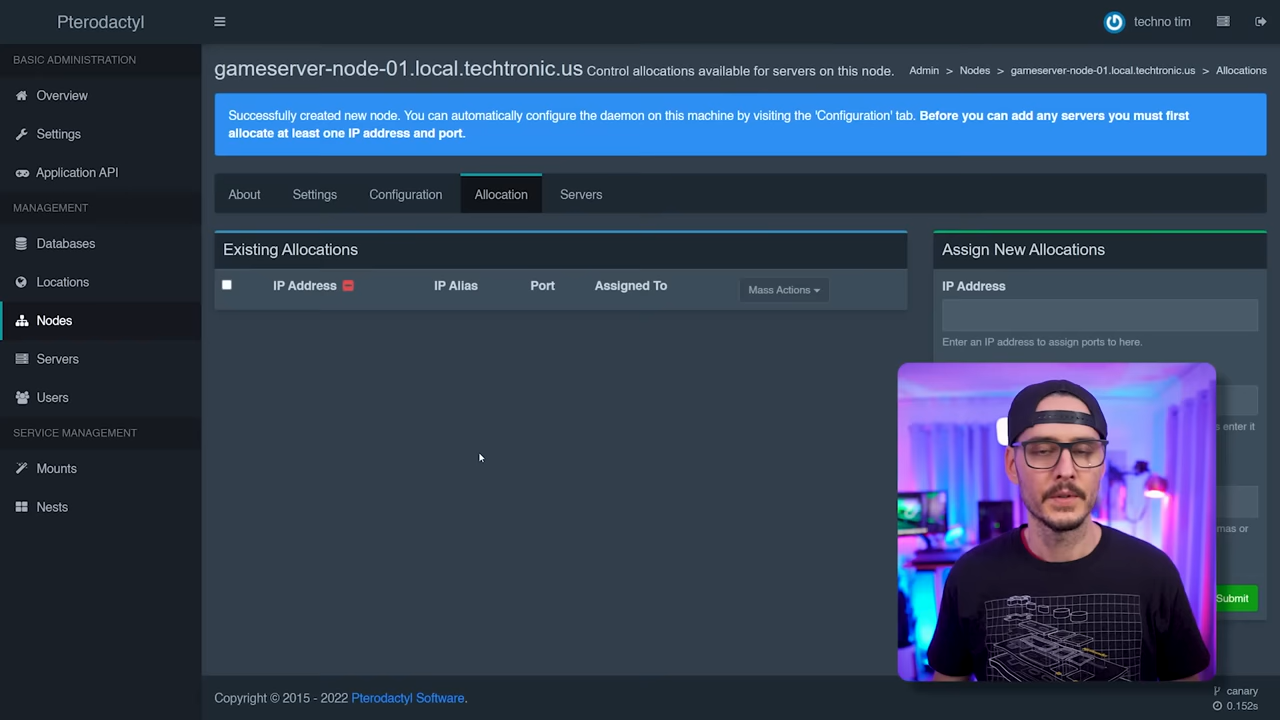 Pterodactyl
techno tim
BASIC ADMINISTRATION
Overview
Settings
Application API
MANAGEMENT
Databases
Locations
Nodes
Servers
Users
SERVICE MANAGEMENT
Mounts
Nests
gameserver-node-01.local.techtronic.us Control allocations available for servers on this node.
Admin > Nodes > gameserver-node-01.local.techtronic.us > Allocations
Successfully created new node. You can automatically configure the daemon on this machine by visiting the 'Configuration' tab. Before you can add any servers you must first
allocate at least one IP address and port.
About Settings Configuration Allocation Servers
Existing Allocations
IP Address IP Alias Port Assigned To Mass Actions
Assign New Allocations
IP Address
Enter an IP address to assign ports to here.
enter it
or
Submit
Copyright © 2015 - 2022 Pterodactyl Software.
canary
0.152s